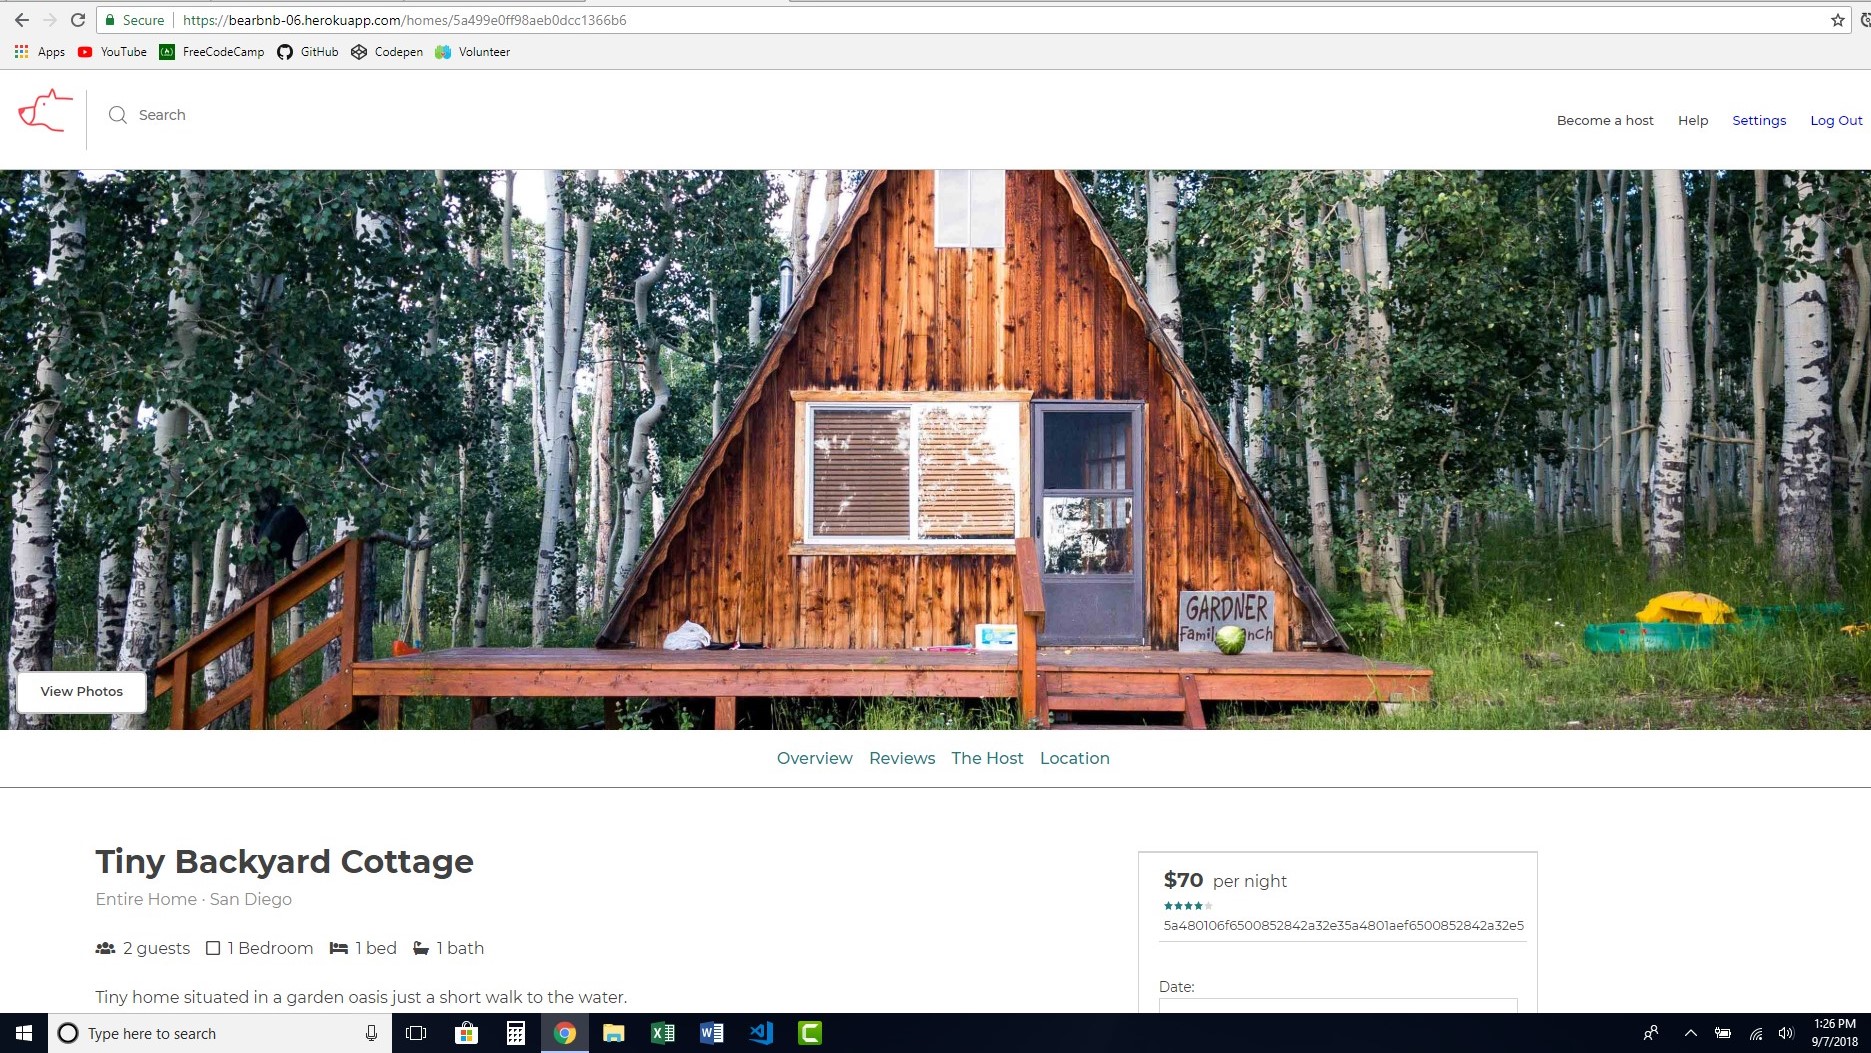 Secure https://bearbnb-06.herokuapp.com/homes/5a499e0ff98aeb0dcc1366b6
Apps YouTube FreeCodeCamp GitHub Codepen Volunteer
Search
Become a host Help Settings Log Out
GARDNER
Famil nch
View Photos
Overview Reviews The Host Location
Tiny Backyard Cottage
Entire Home · San Diego
2 guests 1 Bedroom 1 bed 1 bath
Tiny home situated in a garden oasis just a short walk to the water.
$70 per night
5a480106f6500852842a32e35a4801aef6500852842a32e5
Date:
Type here to search
1:26 PM
9/7/2018